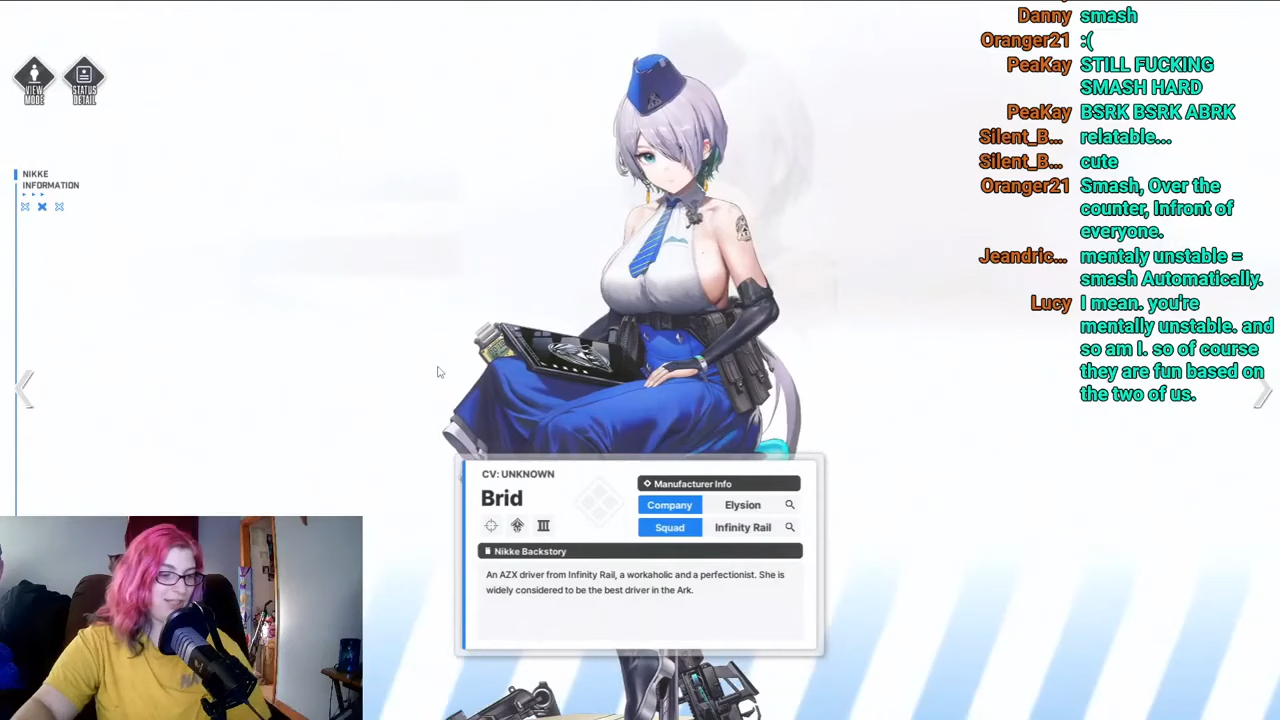 VIEW
MODE
STATUS
DETAIL
NIKKE
INFORMATION
CV: UNKNOWN
Brid
III
Manufacturer Info
Company Elysion
Squad Infinity Rail
Nikke Backstory
An AZX driver from Infinity Rail, a workaholic and a perfectionist. She is
widely considered to be the best driver in the Ark.
Danny smash
Oranger21 :(
PeaKay STILL FUCKING
SMASH HARD
PeaKay BSRK BSRK ABRK
Silent_B... relatable...
Silent_B... cute
Oranger21 Smash, Over the
counter, Infront of
everyone.
Jeandric... mentaly unstable =
smash Automatically.
Lucy I mean. you're
mentally unstable. and
so am I. so of course
they are fun based on
the two of us.